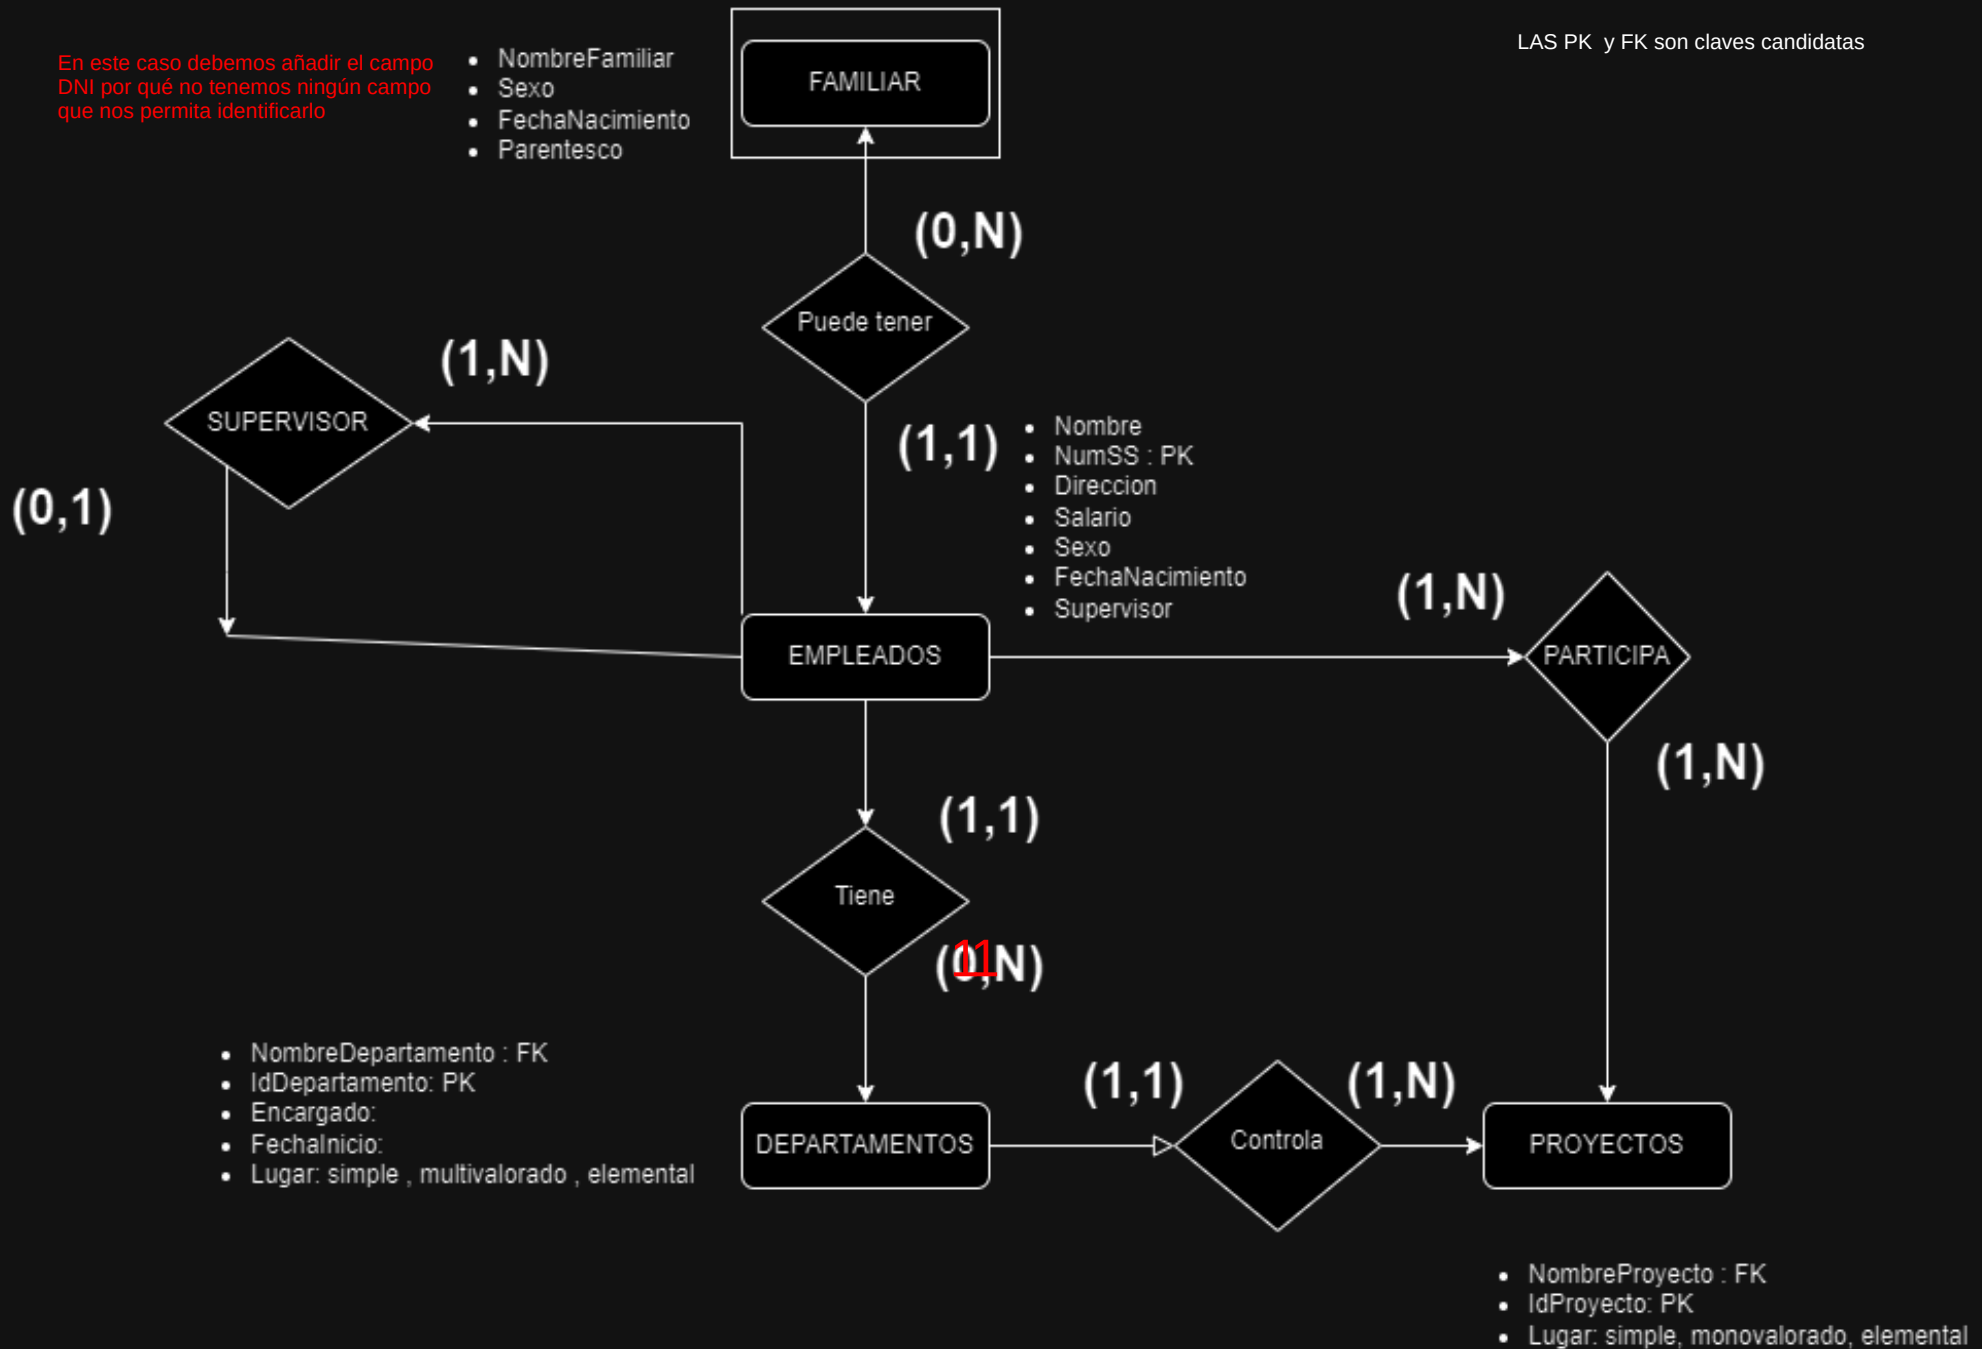 LAS PK  y FK son claves candidatas
En este caso debemos añadir el campo
DNI por qué no tenemos ningún campo
que nos permita identificarlo
• NombreFamiliar
• Sexo
• FechaNacimiento
• Parentesco
FAMILIAR
(0,N)
Puede tener
(1,N)
SUPERVISOR
(0,1)
(1,1)
• Nombre
• NumSS : PK
• Direccion
• Salario
• Sexo
• FechaNacimiento
• Supervisor
(1,N)
EMPLEADOS
PARTICIPA
(1,N)
(1,1)
Tiene
(0,N)
11
• NombreDepartamento : FK
• IdDepartamento: PK
• Encargado:
• FechaInicio:
• Lugar: simple , multivalorado , elemental
DEPARTAMENTOS
(1,1)
Controla
(1,N)
PROYECTOS
• NombreProyecto : FK
• IdProyecto: PK
• Lugar: simple, monovalorado, elemental